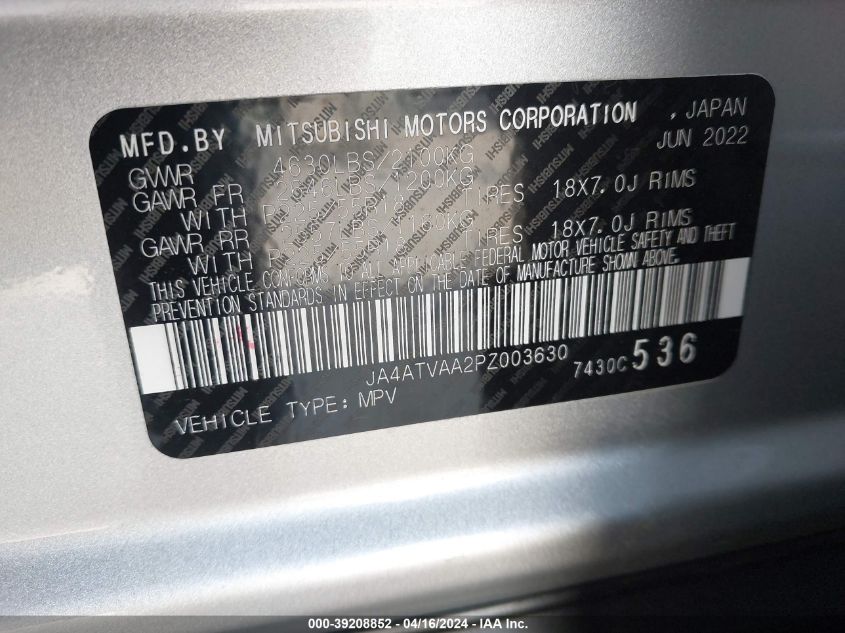 MFD.BY MITSUBISHI MOTORS CORPORATION , JAPAN
JUN 2022
GVWR 4630LBS/2100KG
GAWR FR 1200KG
WITH TIRES 18X7.0J RIMS
GAWR RR 1180KG
WITH TIRES 18X7.0J RIMS
THIS VEHICLE CONFORMS TO ALL APPLICABLE FEDERAL MOTOR VEHICLE SAFETY AND THEFT
PREVENTION STANDARDS IN EFFECT ON THE DATE OF MANUFACTURE SHOWN ABOVE.
JA4ATVAA2PZ003630 7430C 536
VEHICLE TYPE: MPV
000-39208852 - 04/16/2024 - IAA Inc.